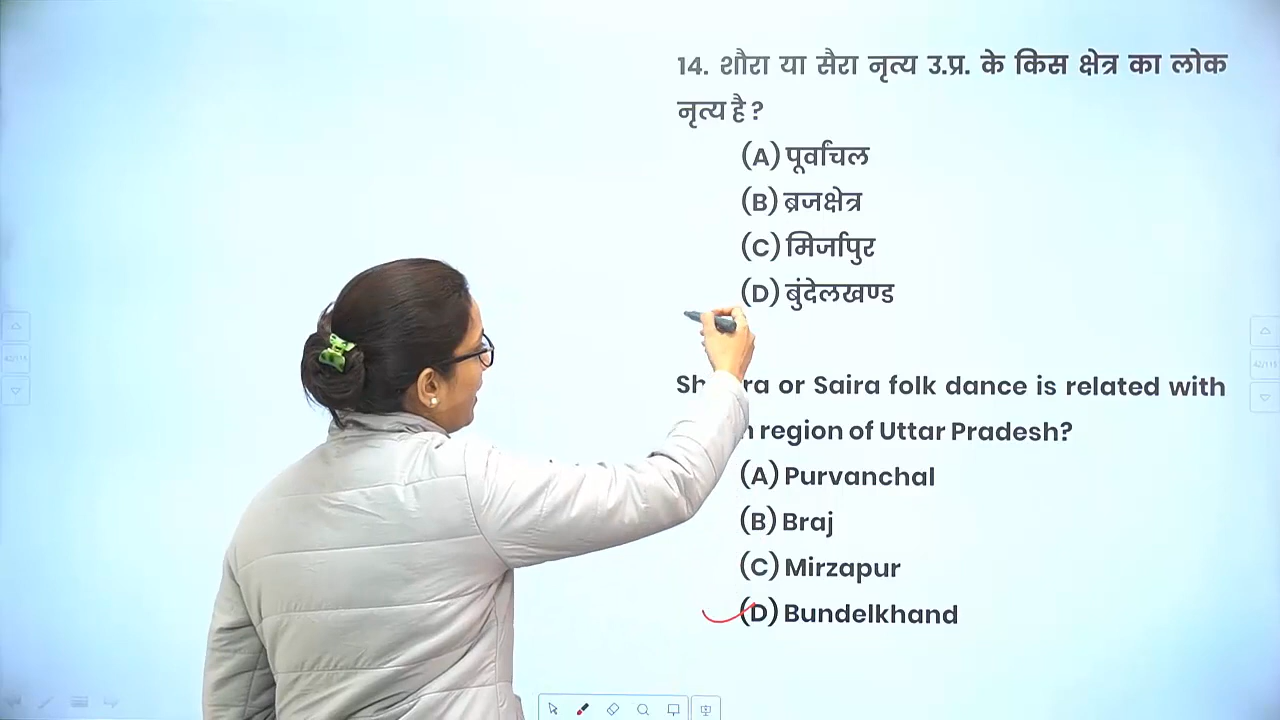 14. शौरा या सैरा नृत्य उ.प्र. के किस क्षेत्र का लोक
नृत्य है ?
(A) पूर्वांचल
(B) ब्रजक्षेत्र
(C) मिर्जापुर
(D) बुंदेलखण्ड
or Saira folk dance is related with
region of Uttar Pradesh?
(A) Purvanchal
(B) Braj
(C) Mirzapur
(D) Bundelkhand